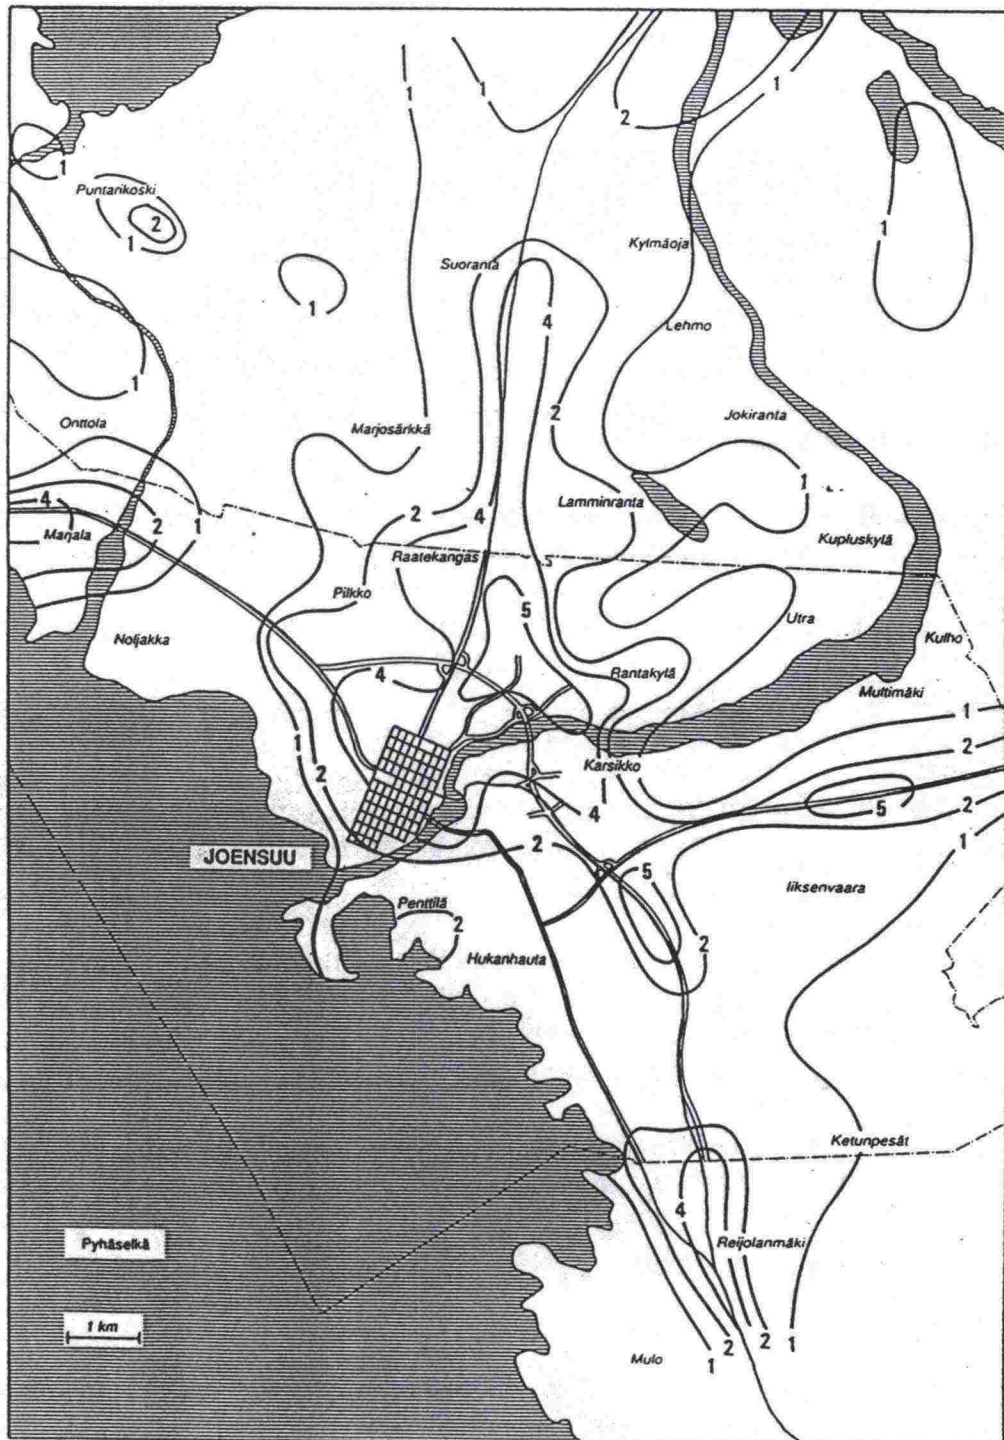 1
1
2
1
1
Puntarikoski
2
1
1
1
Kylmäoja
Suoranta
1
4
Lehmo
1
2
Jokiranta
Onttola
Marjosärkkä
1
4
2
1
2
4
Lamminranta
Marjala
Kupluskylä
Raatekangas
Pilkko
5
Utra
Noljakka
Kulho
4
Rantakylä
Multimäki
1
1
2
2
Karsikko
5
2
4
1
2
JOENSUU
5
Iiksenvaara
Penttilä
2
2
Hukanhauta
Ketunpesät
4
Pyhäselkä
Reijolanmäki
1 km
2
2
1
1
Mulo